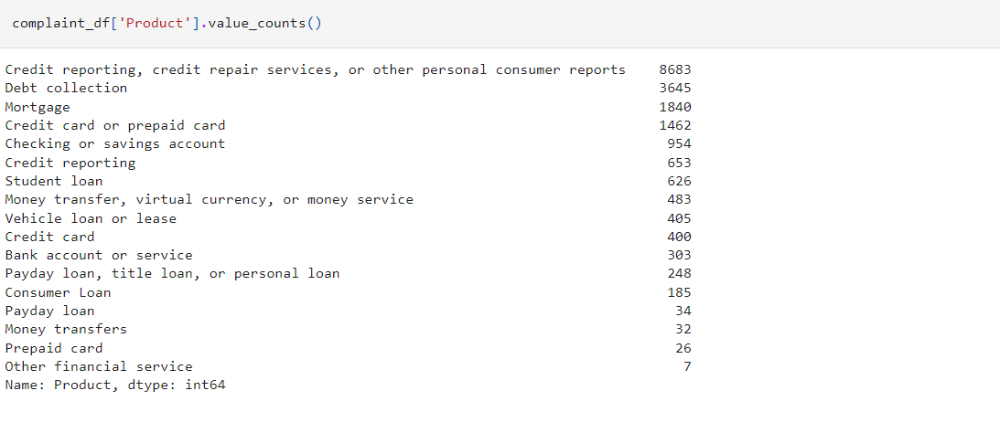 complaint_df['Product'].value_counts()
Credit reporting, credit repair services, or other personal consumer reports    8683
Debt collection    3645
Mortgage    1840
Credit card or prepaid card    1462
Checking or savings account    954
Credit reporting    653
Student loan    626
Money transfer, virtual currency, or money service    483
Vehicle loan or lease    405
Credit card    400
Bank account or service    303
Payday loan, title loan, or personal loan    248
Consumer Loan    185
Payday loan    34
Money transfers    32
Prepaid card    26
Other financial service    7
Name: Product, dtype: int64